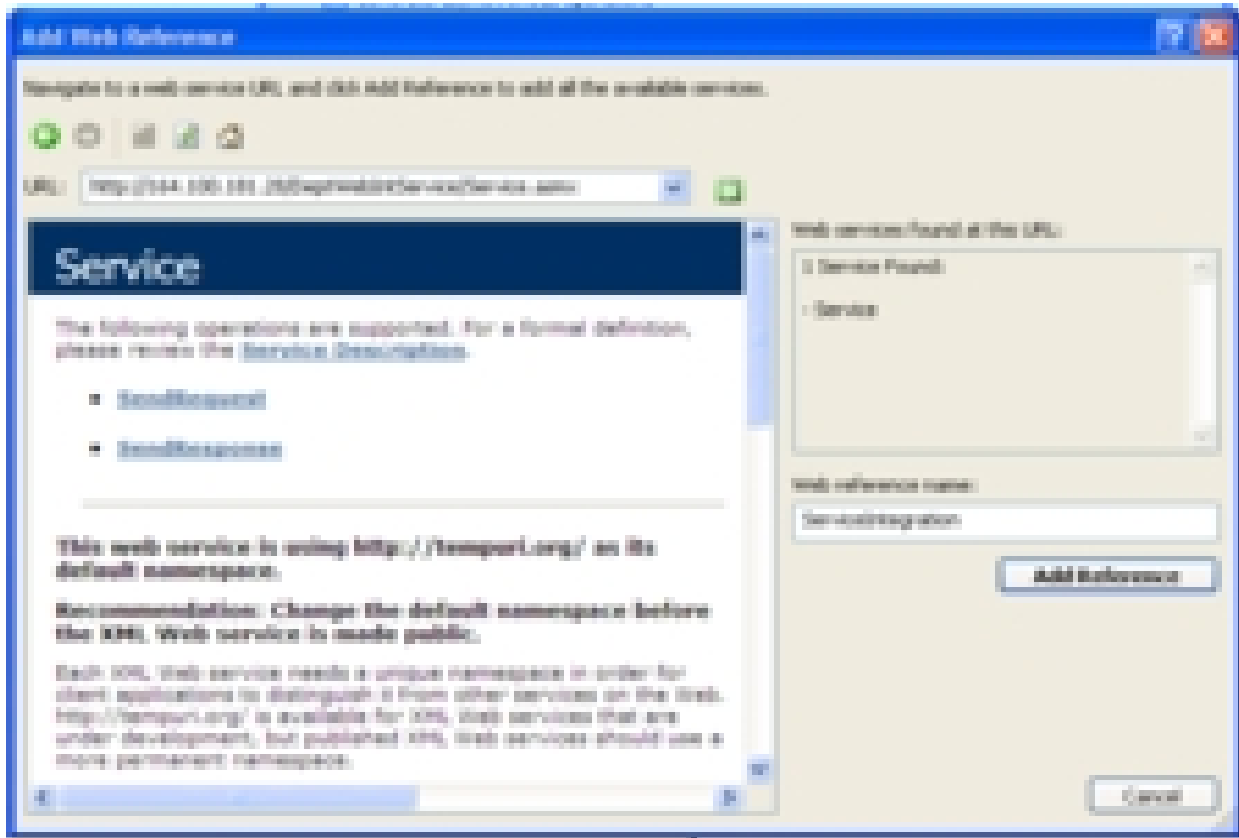 Add Web Reference
Navigate to a web service URL and click Add Reference to add all the available services.
URL:
Service
The following operations are supported. For a formal definition,
please review the Service Description.
SendRequest
SendResponse
This web service is using http://tempuri.org/ as its
default namespace.
Recommendation: Change the default namespace before
the XML Web service is made public.
Each XML Web service needs a unique namespace in order for
client applications to distinguish it from other services on the Web.
http://tempuri.org/ is available for XML Web services that are
under development, but published XML Web services should use a
more permanent namespace.
Web services found at this URL:
1 Service Found:
- Service
Web reference name:
ServiceIntegration
Add Reference
Cancel